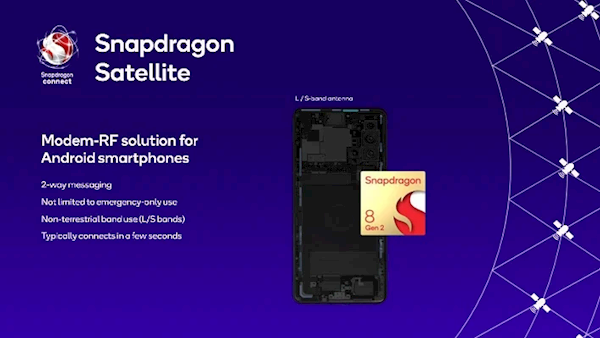 Snapdragon
Satellite
Snapdragon
connect
L / S-band antenna
Modem-RF solution for
Android smartphones
2-way messaging
Not limited to emergency-only use
Non-terrestrial band use (L/S bands)
Typically connects in a few seconds
Snapdragon
8
Gen 2